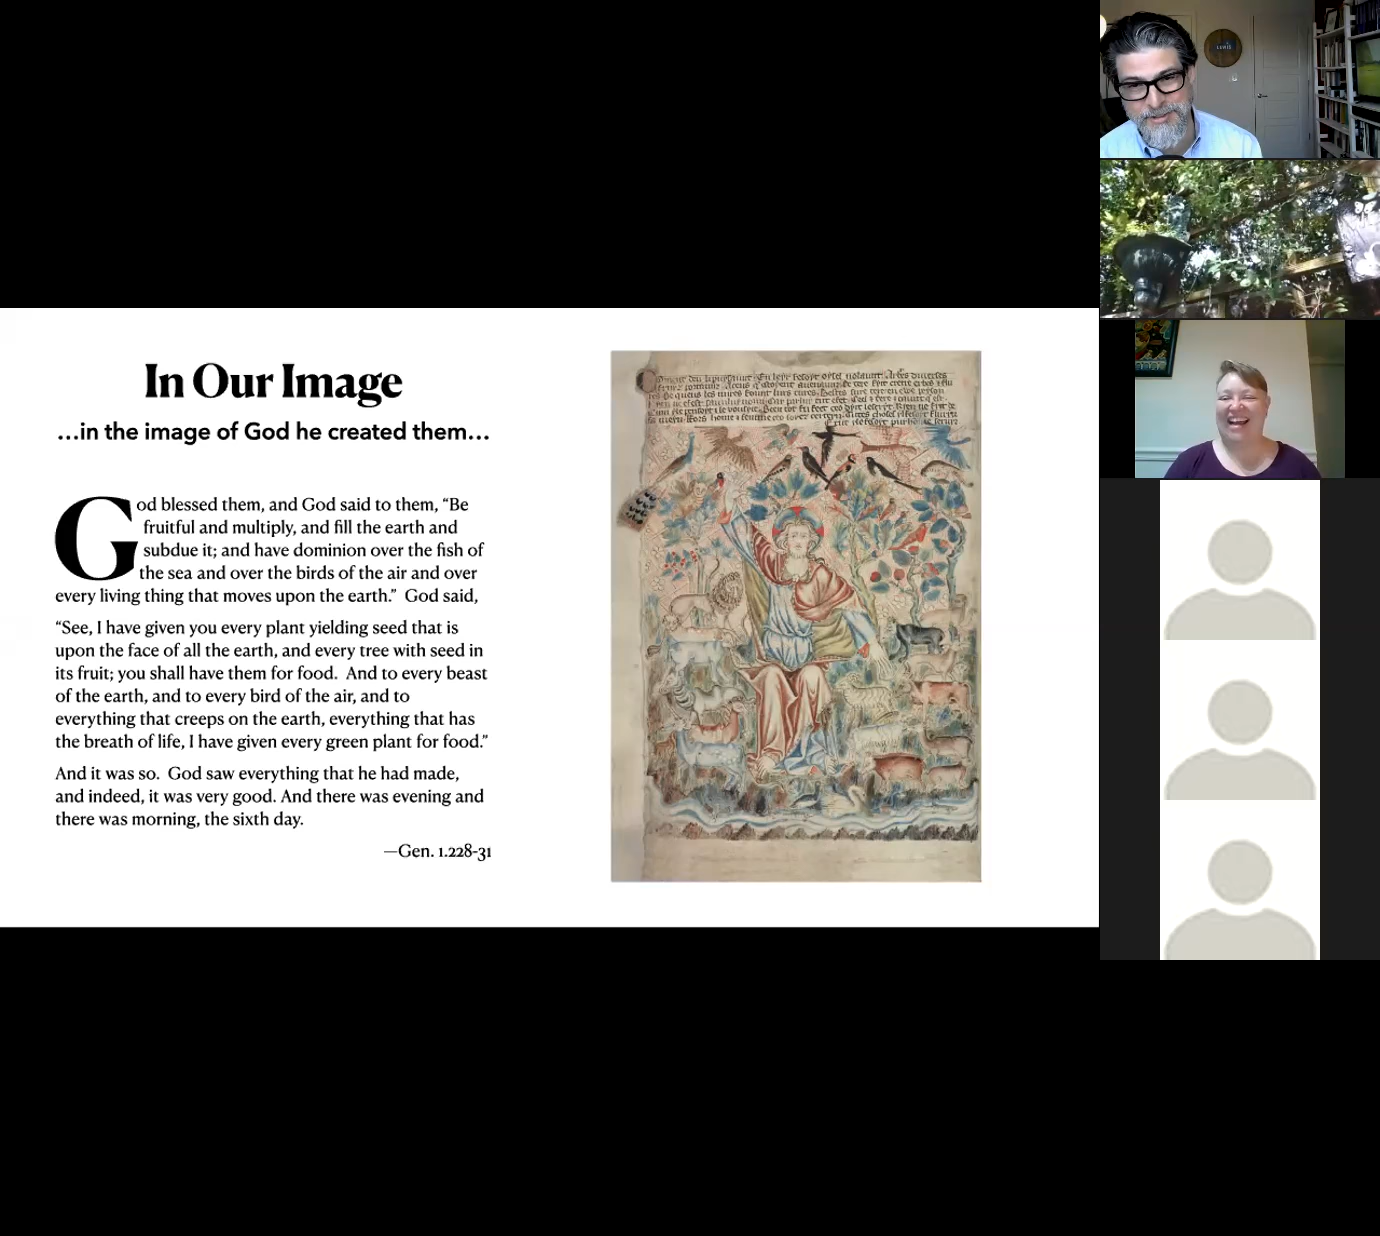 In Our Image
…in the image of God he created them…
God blessed them, and God said to them, “Be
fruitful and multiply, and fill the earth and
subdue it; and have dominion over the fish of
the sea and over the birds of the air and over
every living thing that moves upon the earth.” God said,
“See, I have given you every plant yielding seed that is
upon the face of all the earth, and every tree with seed in
its fruit; you shall have them for food. And to every beast
of the earth, and to every bird of the air, and to
everything that creeps on the earth, everything that has
the breath of life, I have given every green plant for food.”
And it was so. God saw everything that he had made,
and indeed, it was very good. And there was evening and
there was morning, the sixth day.
—Gen. 1.228-31